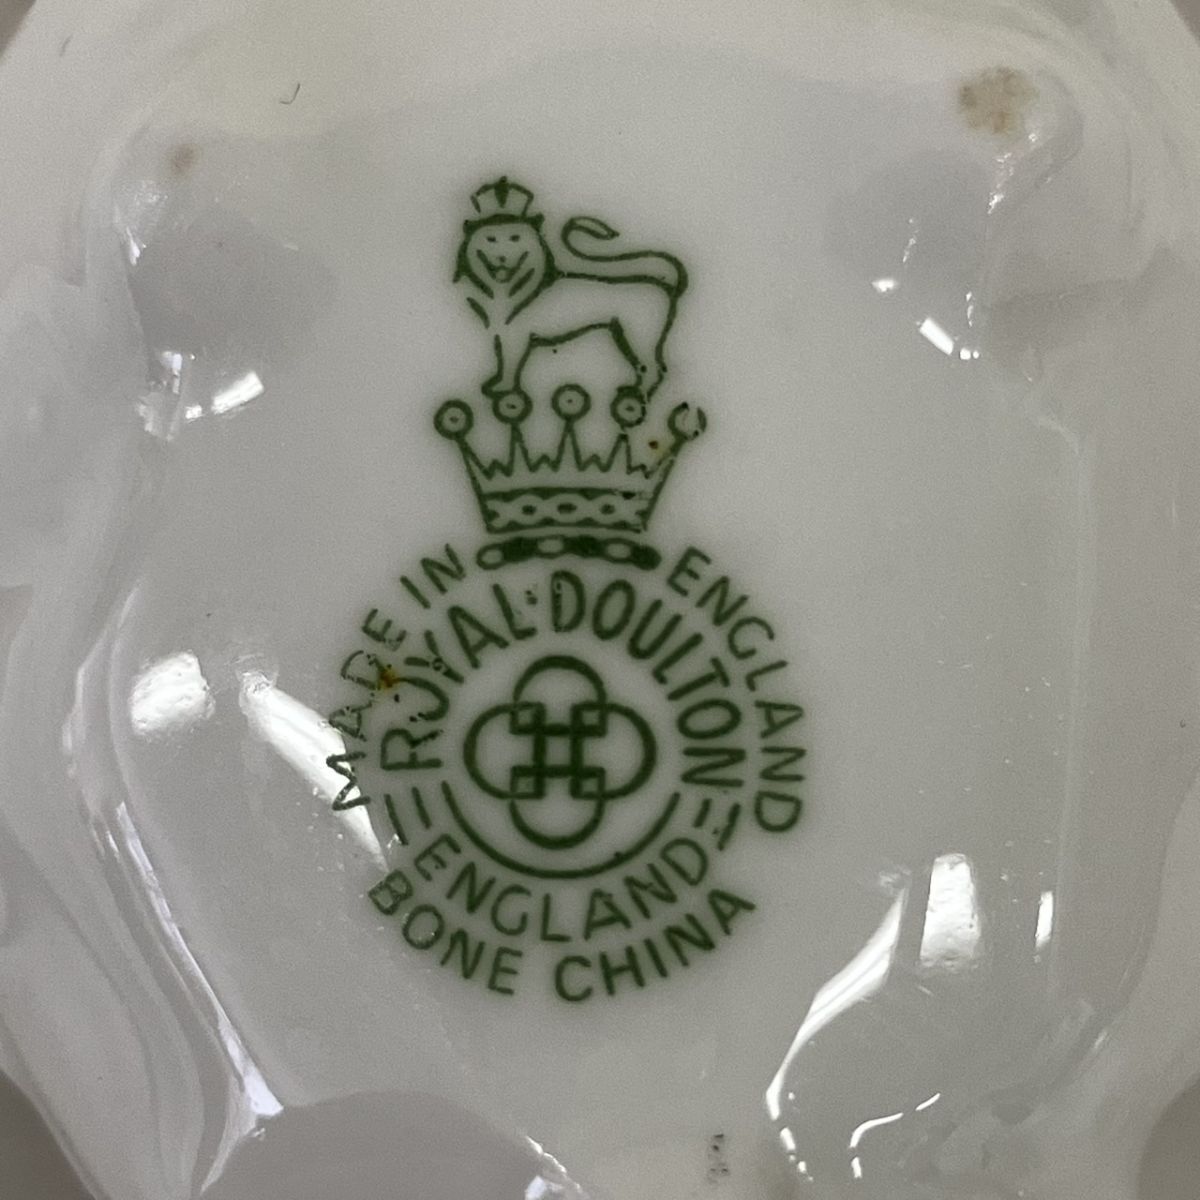 MADE IN ENGLAND
ROYAL DOULTON
ENGLAND
BONE CHINA